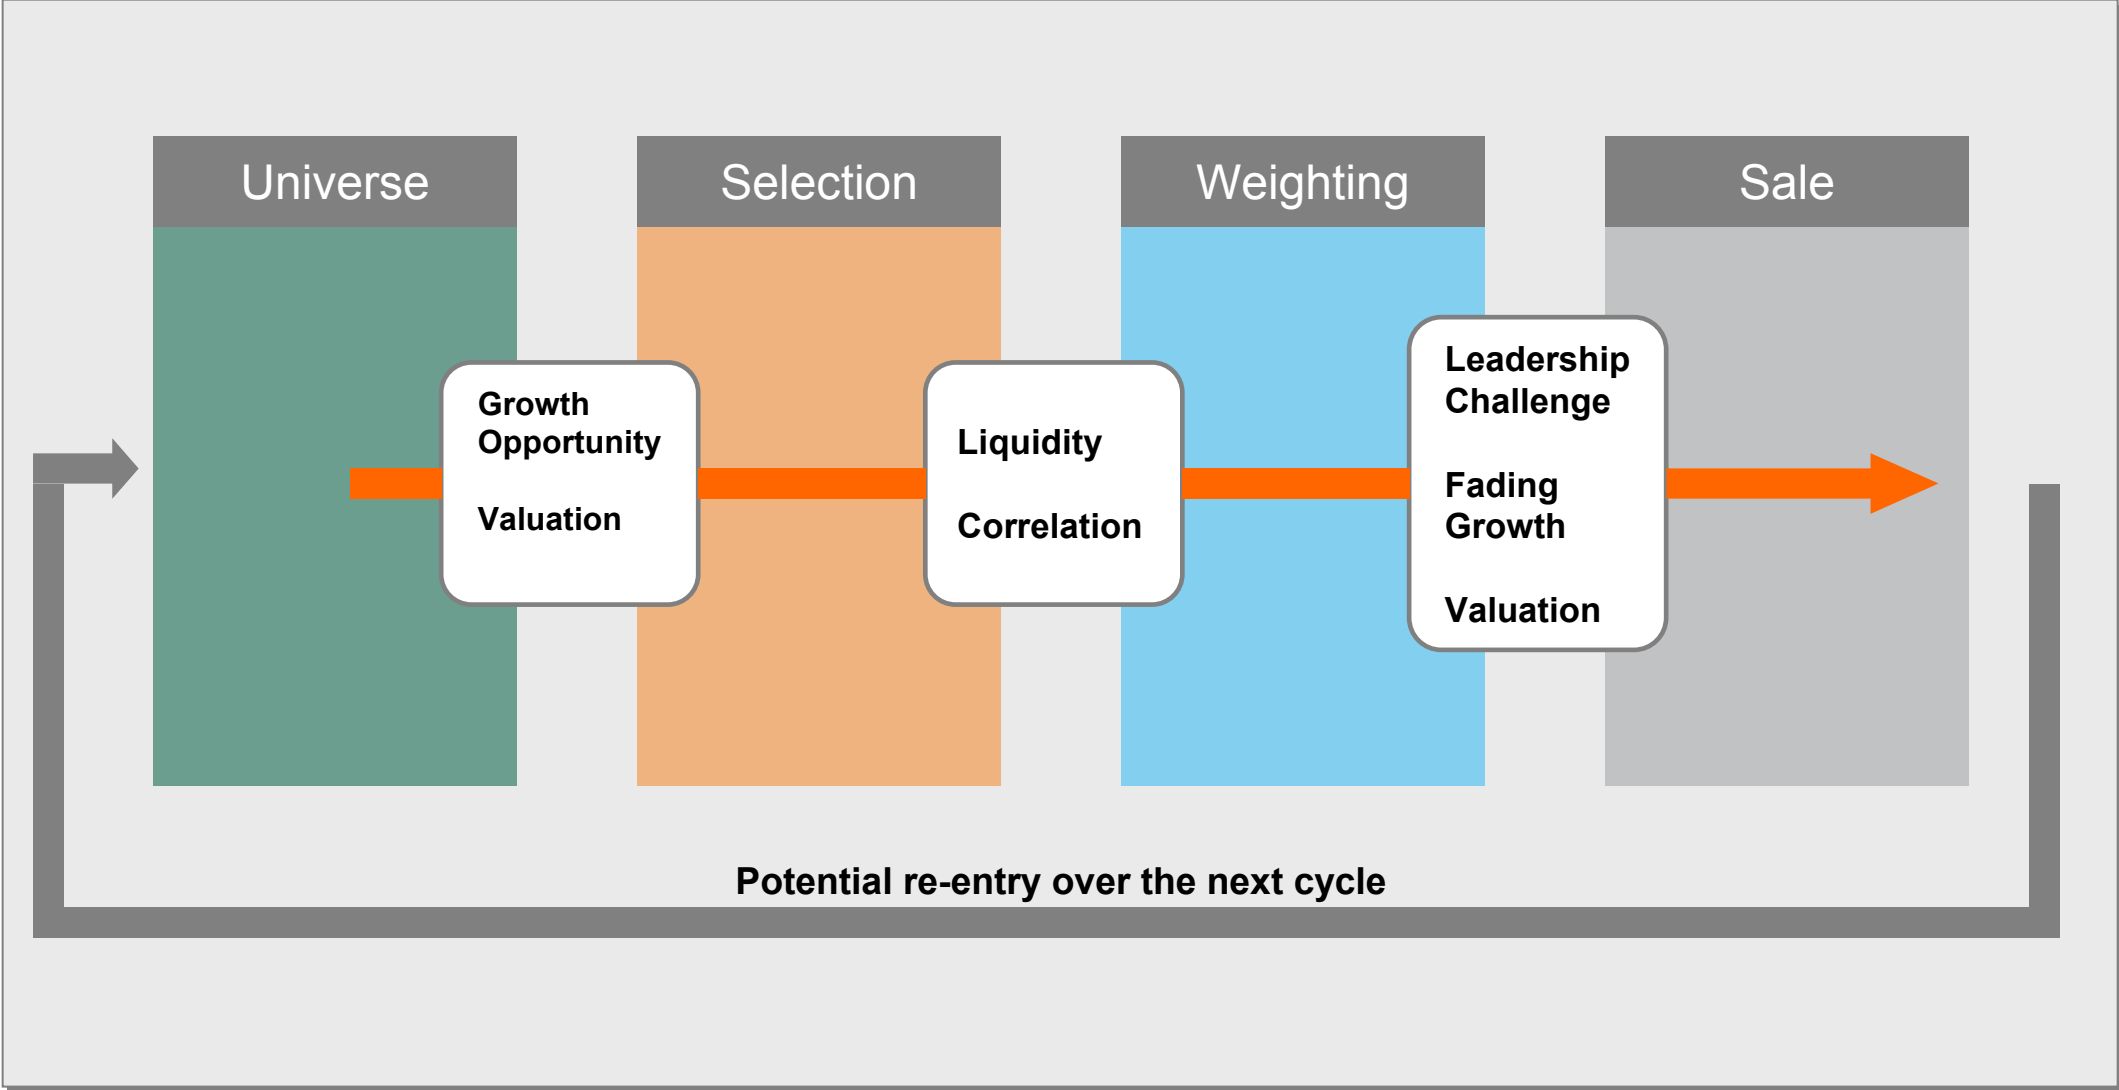 Universe
Selection
Weighting
Sale
Growth
Opportunity
Valuation
Liquidity
Correlation
Leadership
Challenge
Fading
Growth
Valuation
Potential re-entry over the next cycle